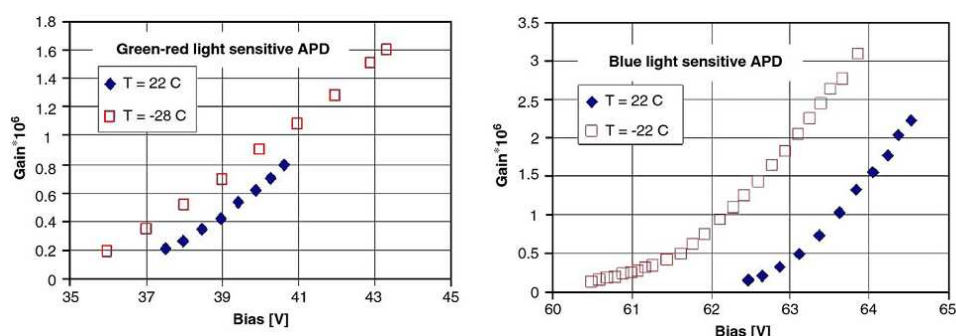 1.8
1.6
1.4
1.2
1
0.8
0.6
0.4
0.2
0
Gain*10⁶
Green-red light sensitive APD
T = 22 C
T = -28 C
35 37 39 41 43 45
Bias [V]
3.5
3
2.5
2
1.5
1
0.5
0
Gain*10⁶
Blue light sensitive APD
T = 22 C
T = -22 C
60 61 62 63 64 65
Bias [V]